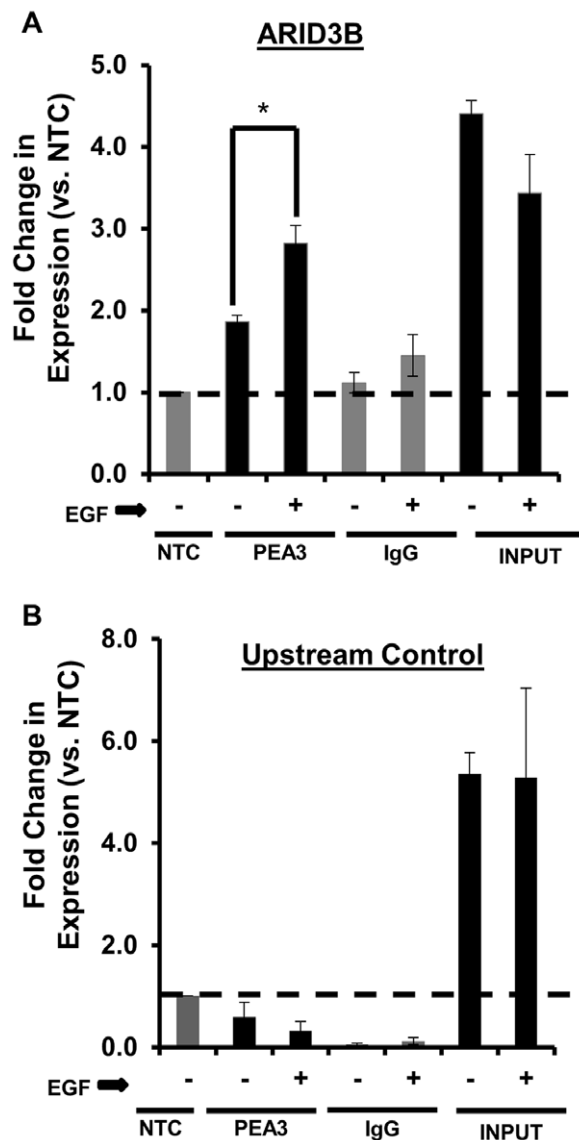 A
ARID3B
Fold Change in
Expression (vs. NTC)
5.0
4.0
3.0
2.0
1.0
0.0
*
EGF - - + - + - +
NTC PEA3 IgG INPUT
B
Upstream Control
Fold Change in
Expression (vs. NTC)
8.0
6.0
4.0
2.0
0.0
EGF - - + - + - +
NTC PEA3 IgG INPUT